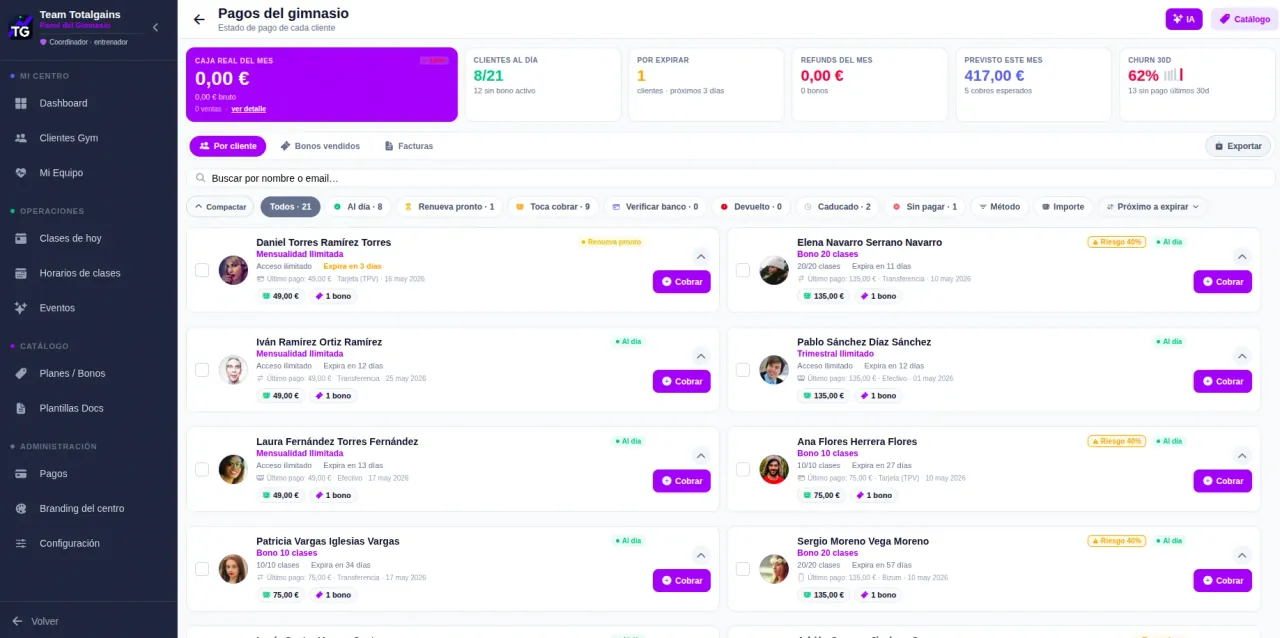 Team Totalgains
Panel del Gimnasio
Coordinador · entrenador
MI CENTRO
Dashboard
Clientes Gym
Mi Equipo
OPERACIONES
Clases de hoy
Horarios de clases
Eventos
CATÁLOGO
Planes / Bonos
Plantillas Docs
ADMINISTRACIÓN
Pagos
Branding del centro
Configuración
Volver
Pagos del gimnasio
Estado de pago de cada cliente
IA
Catálogo
CAJA REAL DEL MES
0,00 €
0,00 € bruto
0 ventas · ver detalle
CLIENTES AL DÍA
8/21
12 sin bono activo
POR EXPIRAR
1
clientes · próximos 3 días
REFUNDS DEL MES
0,00 €
0 bonos
PREVISTO ESTE MES
417,00 €
5 cobros esperados
CHURN 30D
62%
13 sin pago últimos 30d
Por cliente
Bonos vendidos
Facturas
Exportar
Buscar por nombre o email…
Compactar
Todos · 21
Al día · 8
Renueva pronto · 1
Toca cobrar · 9
Verificar banco · 0
Devuelto · 0
Caducado · 2
Sin pagar · 1
Método
Importe
Próximo a expirar
Daniel Torres Ramírez Torres
Renueva pronto
Mensualidad Ilimitada
Acceso ilimitado Expira en 3 días
Último pago: 49,00 € · Tarjeta (TPV) · 16 may 2026
49,00 € 1 bono
Cobrar
Elena Navarro Serrano Navarro
Riesgo 40% Al día
Bono 20 clases
20/20 clases Expira en 11 días
Último pago: 135,00 € · Transferencia · 10 may 2026
135,00 € 1 bono
Cobrar
Iván Ramírez Ortiz Ramírez
Al día
Mensualidad Ilimitada
Acceso ilimitado Expira en 12 días
Último pago: 49,00 € · Transferencia · 25 may 2026
49,00 € 1 bono
Cobrar
Pablo Sánchez Díaz Sánchez
Al día
Trimestral Ilimitado
Acceso ilimitado Expira en 12 días
Último pago: 135,00 € · Efectivo · 01 may 2026
135,00 € 1 bono
Cobrar
Laura Fernández Torres Fernández
Al día
Mensualidad Ilimitada
Acceso ilimitado Expira en 13 días
Último pago: 49,00 € · Efectivo · 17 may 2026
49,00 € 1 bono
Cobrar
Ana Flores Herrera Flores
Riesgo 40% Al día
Bono 10 clases
10/10 clases Expira en 27 días
Último pago: 75,00 € · Tarjeta (TPV) · 10 may 2026
75,00 € 1 bono
Cobrar
Patricia Vargas Iglesias Vargas
Al día
Bono 10 clases
10/10 clases Expira en 34 días
Último pago: 75,00 € · Transferencia · 17 may 2026
75,00 € 1 bono
Cobrar
Sergio Moreno Vega Moreno
Riesgo 40% Al día
Bono 20 clases
20/20 clases Expira en 57 días
Último pago: 135,00 € · Bizum · 10 may 2026
135,00 € 1 bono
Cobrar